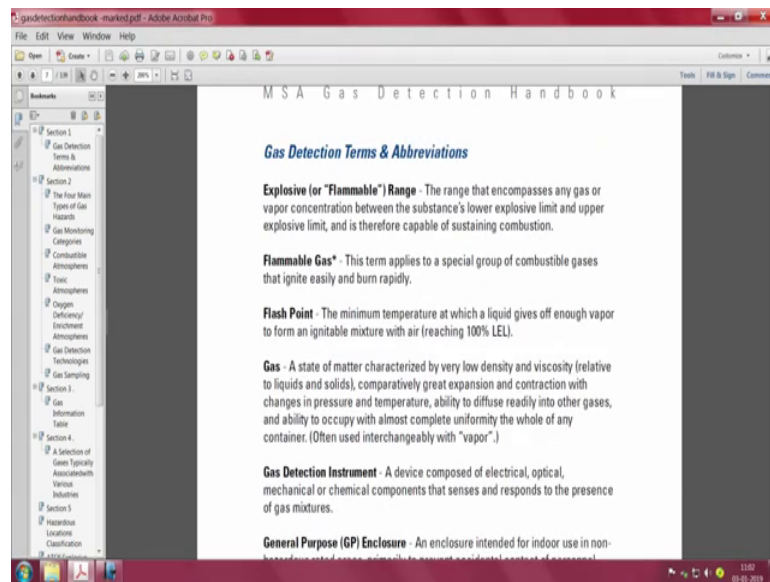 gasdetectionhandbook -marked.pdf - Adobe Acrobat Pro
File Edit View Window Help
Open Create Customize
7 / 139 200% Tools Fill & Sign Commen
Bookmarks
Section 1
Gas Detection
Terms &
Abbreviations
Section 2
The Four Main
Types of Gas
Hazards
Gas Monitoring
Categories
Combustible
Atmospheres
Toxic
Atmospheres
Oxygen
Deficiency/
Enrichment
Atmospheres
Gas Detection
Technologies
Gas Sampling
Section 3 .
Gas
Information
Table
Section 4 .
A Selection of
Gases Typically
Associatedwith
Various
Industries
Section 5
Hazardous
Locations
Classification
MSA Gas Detection Handbook
Gas Detection Terms & Abbreviations
Explosive (or "Flammable") Range - The range that encompasses any gas or
vapor concentration between the substance's lower explosive limit and upper
explosive limit, and is therefore capable of sustaining combustion.
Flammable Gas* - This term applies to a special group of combustible gases
that ignite easily and burn rapidly.
Flash Point - The minimum temperature at which a liquid gives off enough vapor
to form an ignitable mixture with air (reaching 100% LEL).
Gas - A state of matter characterized by very low density and viscosity (relative
to liquids and solids), comparatively great expansion and contraction with
changes in pressure and temperature, ability to diffuse readily into other gases,
and ability to occupy with almost complete uniformity the whole of any
container. (Often used interchangeably with "vapor".)
Gas Detection Instrument - A device composed of electrical, optical,
mechanical or chemical components that senses and responds to the presence
of gas mixtures.
General Purpose (GP) Enclosure - An enclosure intended for indoor use in non-
11:02
03-01-2019